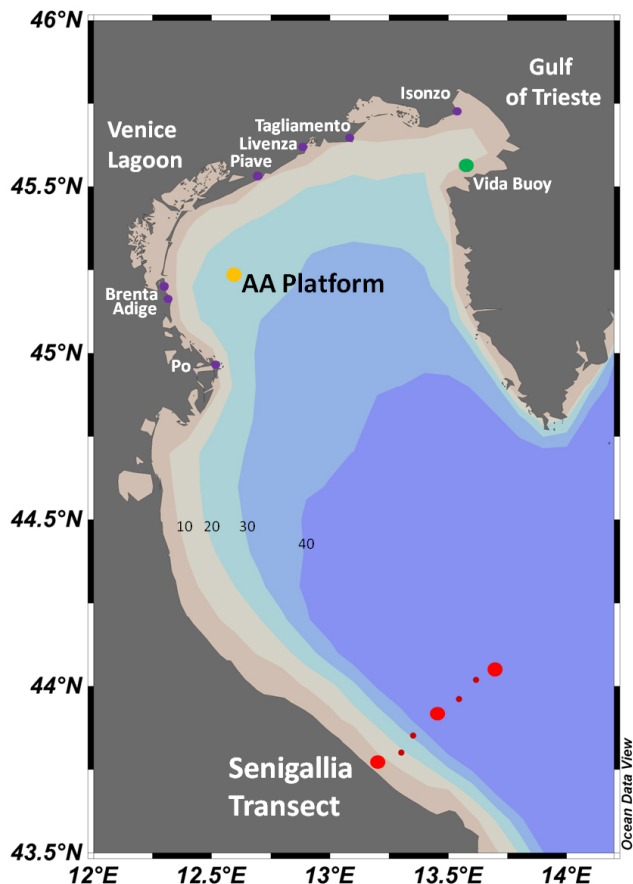 46°N
Gulf
of Trieste
Isonzo
Venice
Lagoon
Tagliamento
Livenza
Piave
45.5°N
Vida Buoy
AA Platform
Brenta
Adige
45°N
Po
44.5°N
10
20
30
40
44°N
Senigallia
Transect
43.5°N
12°E
12.5°E
13°E
13.5°E
14°E
Ocean Data View